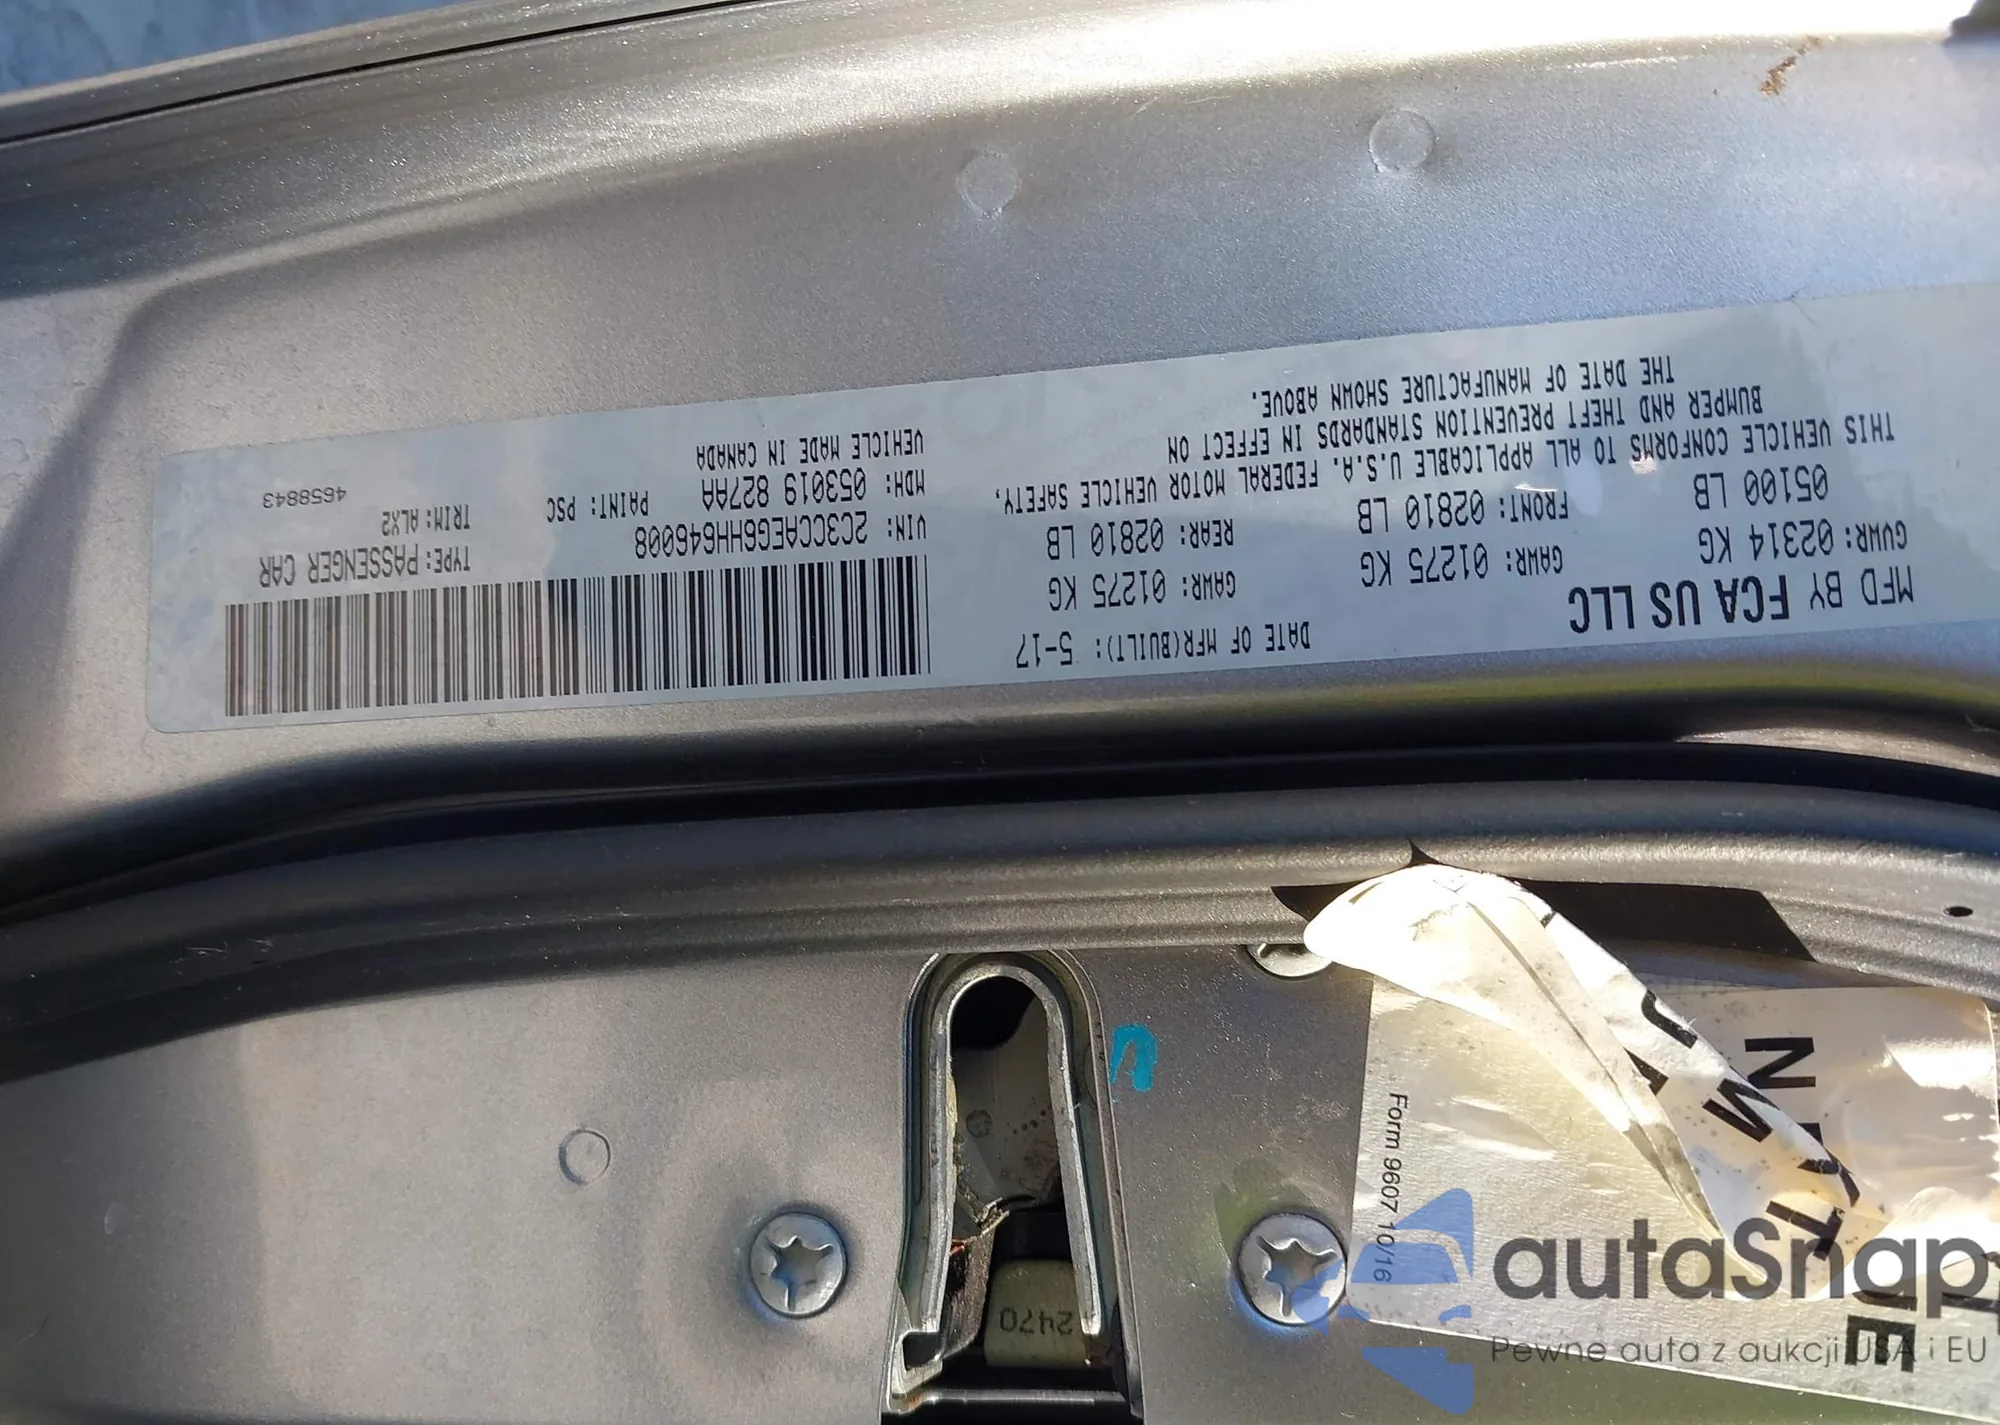 MFD BY FCA US LLC
DATE OF MFR(BUILT): 5-17
GVWR: 02314 KG
05100 LB
GAWR: 01275 KG
FRONT: 02810 LB
GAWR: 01275 KG
REAR: 02810 LB
THIS VEHICLE CONFORMS TO ALL APPLICABLE U.S.A. FEDERAL MOTOR VEHICLE SAFETY,
BUMPER AND THEFT PREVENTION STANDARDS IN EFFECT ON
THE DATE OF MANUFACTURE SHOWN ABOVE.
VIN: 2C3CCAEG6HH646008
TYPE: PASSENGER CAR
MDH: 053019 827AA
PAINT: PSC
TRIM: ALX2
VEHICLE MADE IN CANADA
4658843
2470
Form 9607 10/16
autaSnap
Pewne auta z aukcji USA i EU